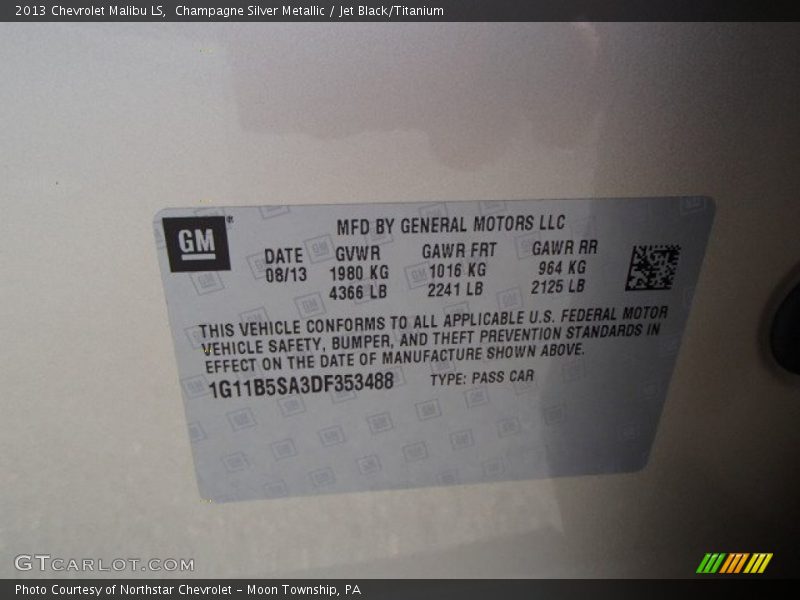 2013 Chevrolet Malibu LS,  Champagne Silver Metallic / Jet Black/Titanium
GM®
MFD BY GENERAL MOTORS LLC
DATE GVWR GAWR FRT GAWR RR
08/13 1980 KG 1016 KG 964 KG
4366 LB 2241 LB 2125 LB
THIS VEHICLE CONFORMS TO ALL APPLICABLE U.S. FEDERAL MOTOR
VEHICLE SAFETY, BUMPER, AND THEFT PREVENTION STANDARDS IN
EFFECT ON THE DATE OF MANUFACTURE SHOWN ABOVE.
1G11B5SA3DF353488 TYPE: PASS CAR
GTCARLOT.COM
Photo Courtesy of Northstar Chevrolet - Moon Township, PA